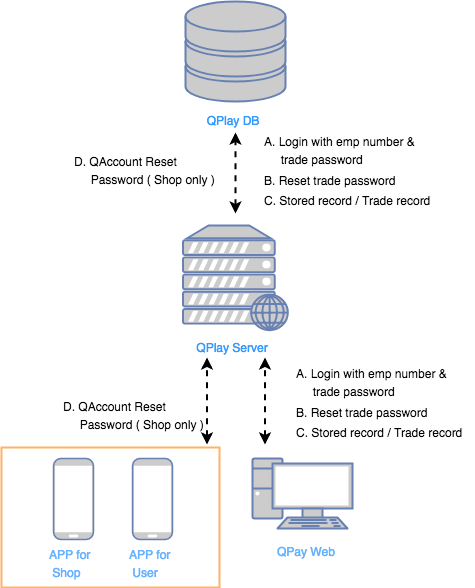 QPlay DB
A. Login with emp number &
trade password
B. Reset trade password
C. Stored record / Trade record
D. QAccount Reset
Password ( Shop only )
QPlay Server
A. Login with emp number &
trade password
B. Reset trade password
C. Stored record / Trade record
D. QAccount Reset
Password ( Shop only )
APP for
Shop
APP for
User
QPay Web